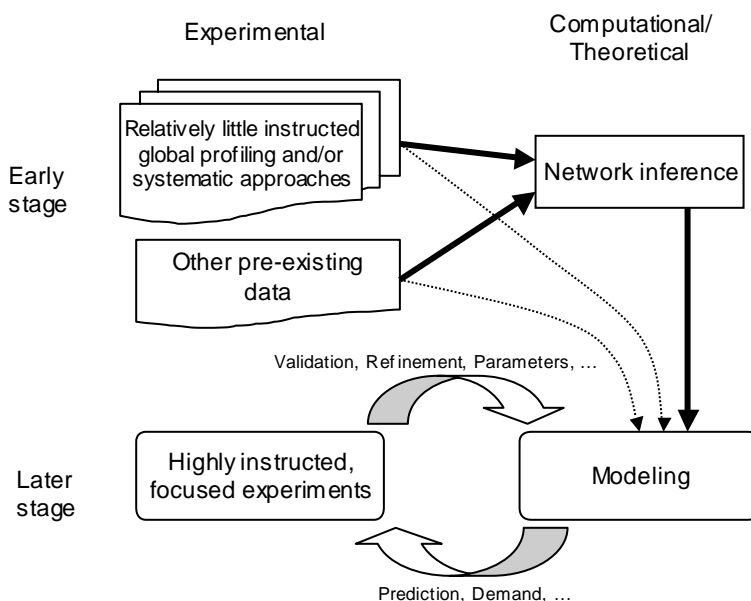 Experimental
Computational/
Theoretical
Early
stage
Relatively little instructed
global profiling and/or
systematic approaches
Network inference
Other pre-existing
data
Validation, Refinement, Parameters, ...
Later
stage
Highly instructed,
focused experiments
Modeling
Prediction, Demand, ...